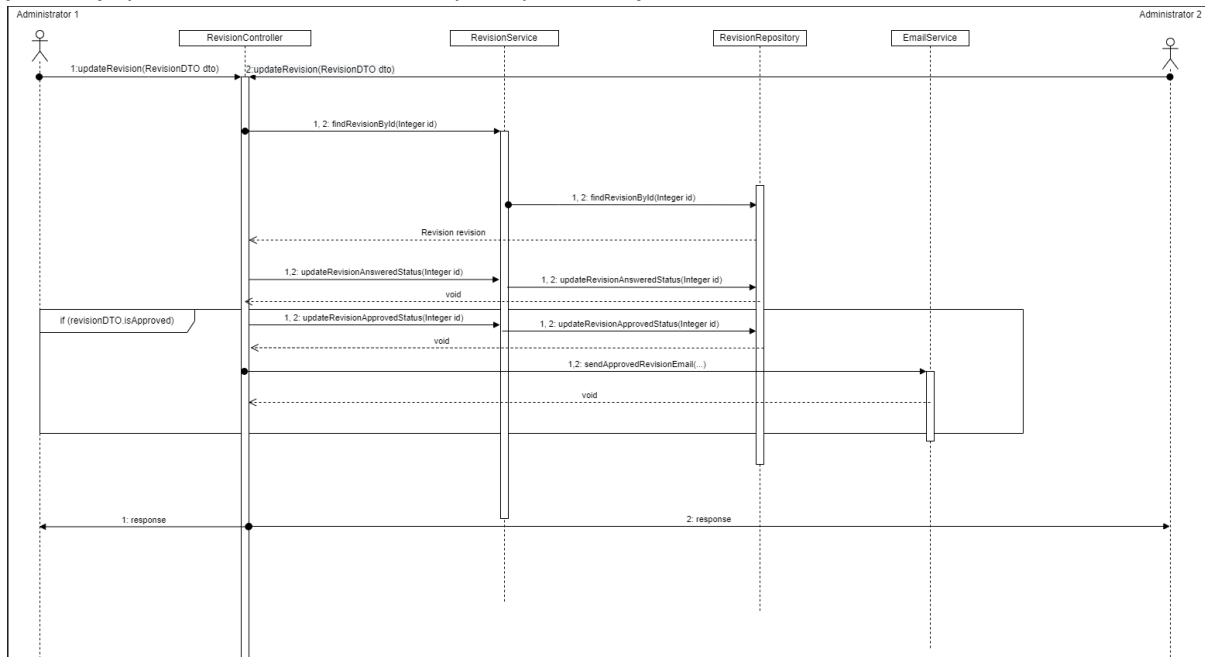 Administrator 1
Administrator 2
RevisionController
RevisionService
RevisionRepository
EmailService
1:updateRevision(RevisionDTO dto)
2:updateRevision(RevisionDTO dto)
1, 2: findRevisionById(Integer id)
1, 2: findRevisionById(Integer id)
Revision revision
1,2: updateRevisionAnsweredStatus(Integer id)
1, 2: updateRevisionAnsweredStatus(Integer id)
void
if (revisionDTO.isApproved)
1, 2: updateRevisionApprovedStatus(Integer id)
1, 2: updateRevisionApprovedStatus(Integer id)
void
1,2: sendApprovedRevisionEmail(...)
void
1: response
2: response